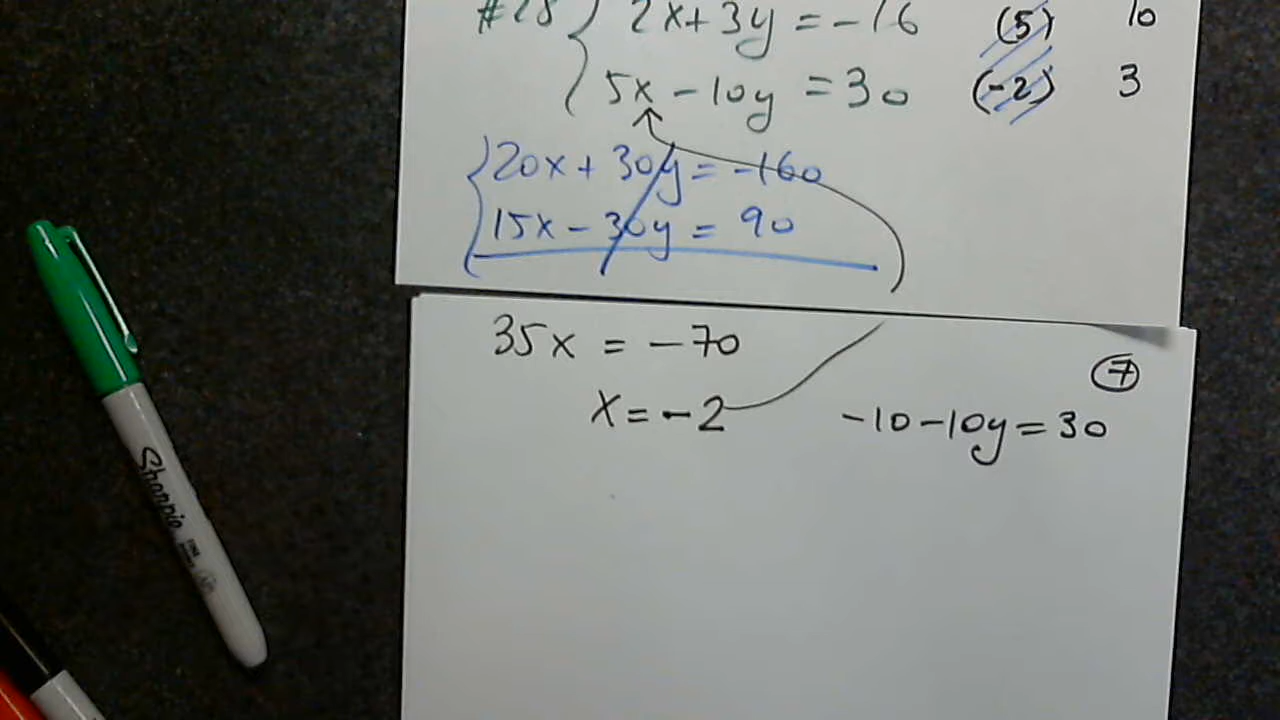 #28 2x+3y=-16 (5) 10
5x-10y=30 (-2) 3
20x+30y=-160
15x-30y=90
35x=-70
7
x=-2 -10-10y=30
Sharpie